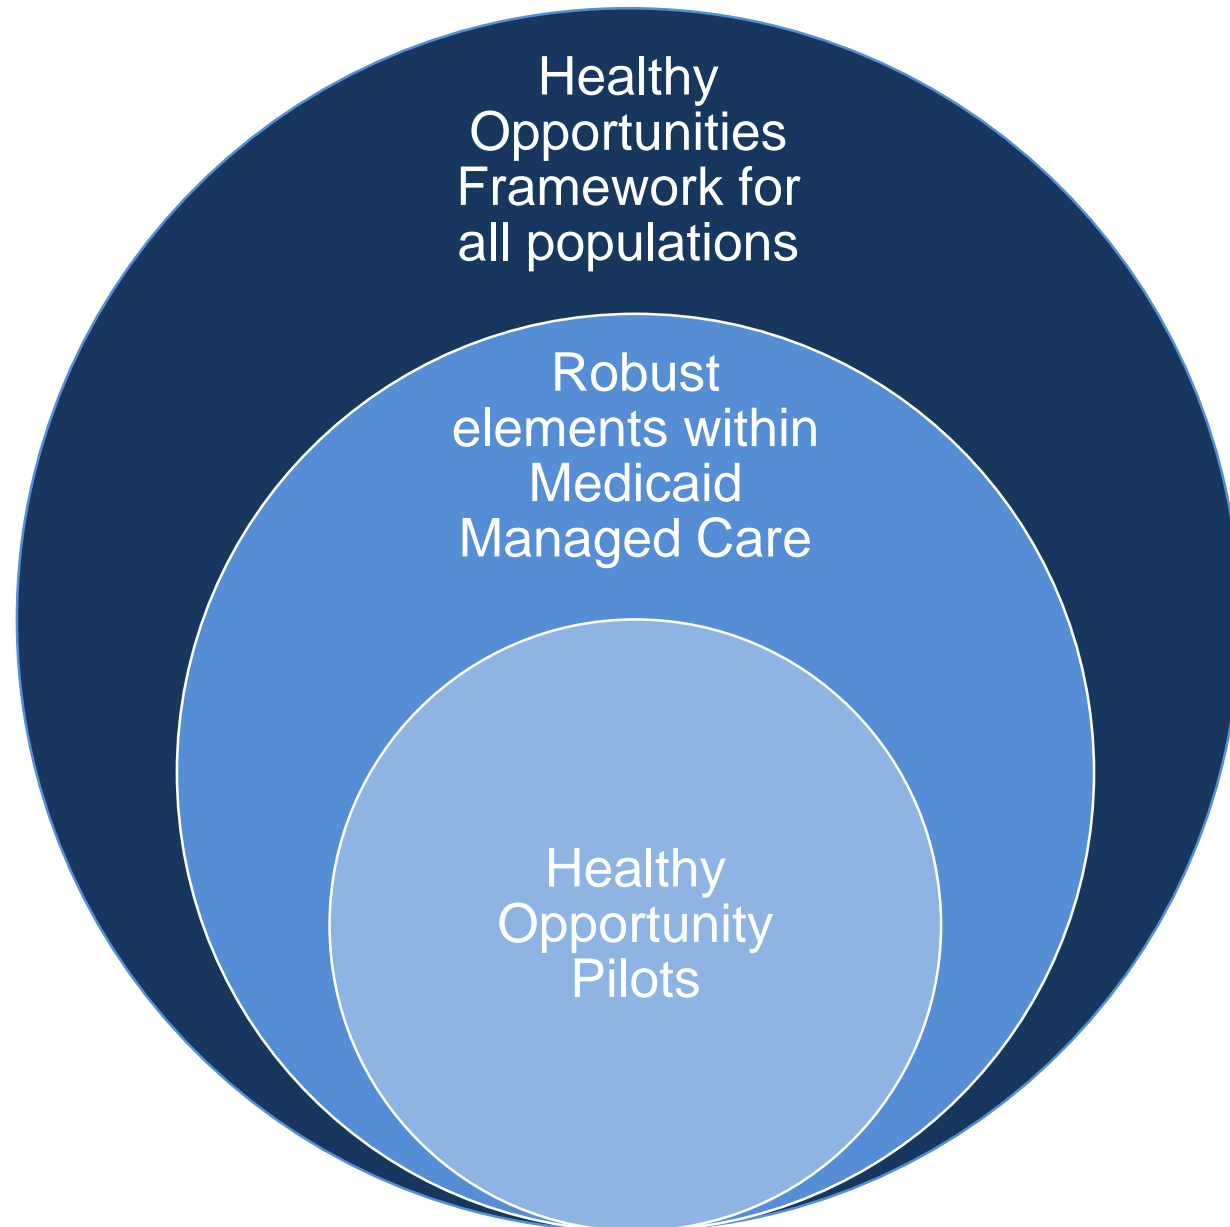 Healthy
Opportunities
Framework for
all populations
Robust
elements within
Medicaid
Managed Care
Healthy
Opportunity
Pilots